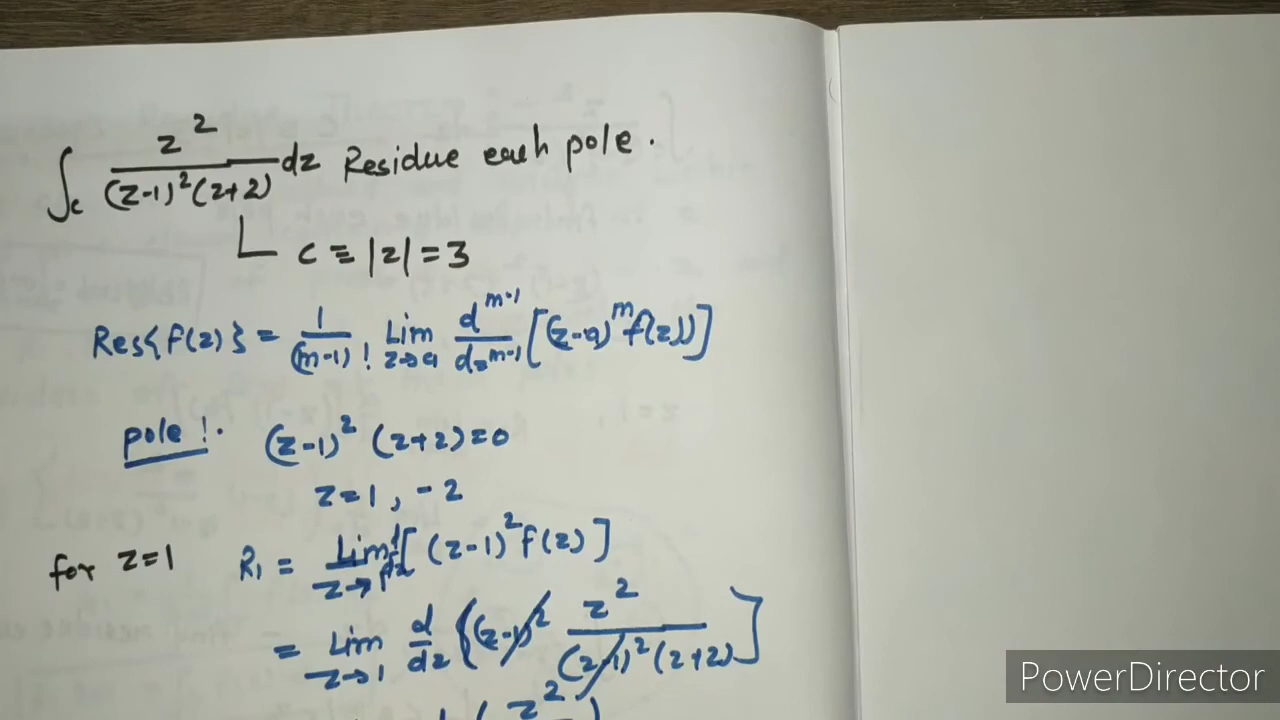 ∫c z² / (z-1)²(z+2) dz Residue each pole.
c ≡ |z| = 3
Res{f(z)} = 1/(m-1)! Lim z→a d^m-1/dz^m-1 [(z-a)^m f(z))]
pole !. (z-1)² (z+2) = 0
z=1, -2
for z=1 R₁ = Lim z→1 d/dz [(z-1)² f(z)]
= Lim z→1 d/dz {(z-1)² z² / (z-1)² (z+2)]
z²
PowerDirector